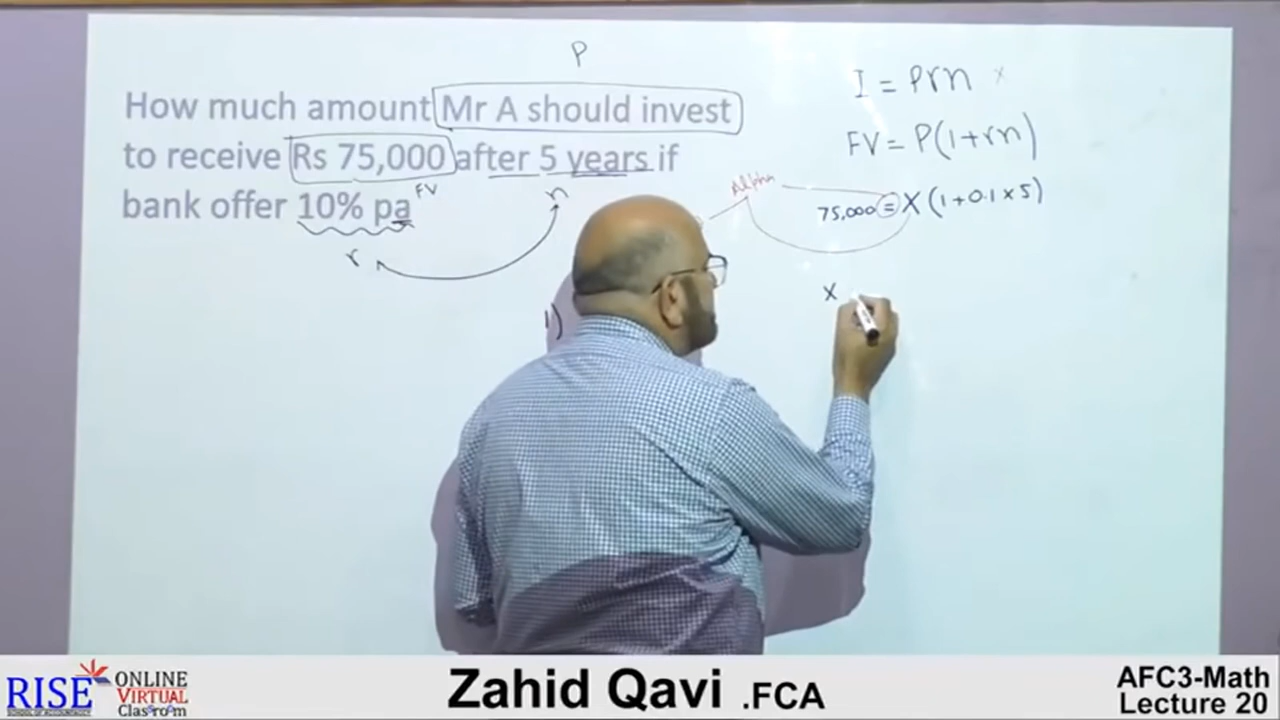 P
How much amount Mr A should invest
to receive Rs 75,000 after 5 years if
bank offer 10% pa
FV
n
r
I = Prn ×
FV = P(1+rn)
Alpha
75,000 = X (1+0.1×5)
X
RISE ONLINE VIRTUAL Classroom
Zahid Qavi .FCA
AFC3-Math
Lecture 20